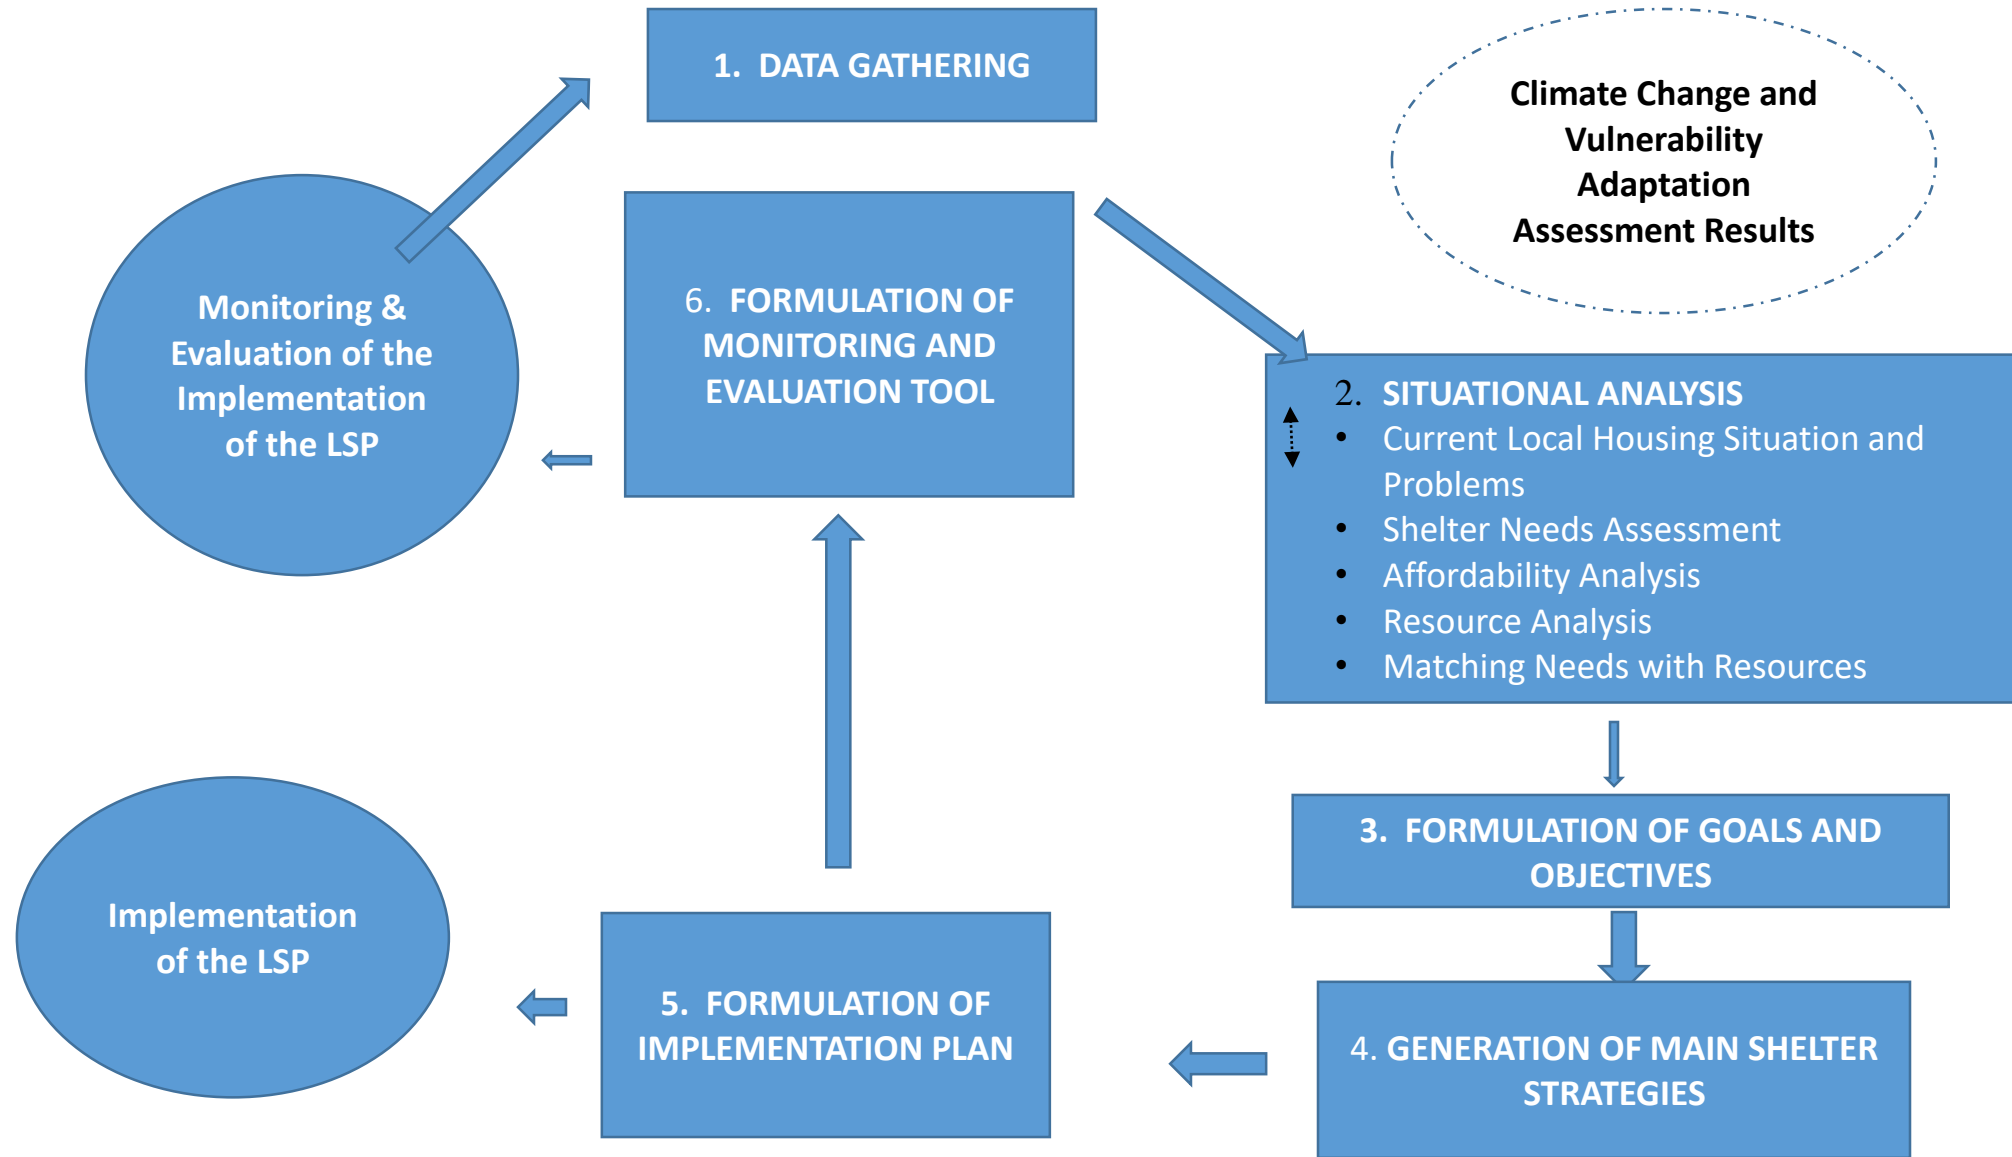 1. DATA GATHERING
Climate Change and
Vulnerability
Adaptation
Assessment Results
Monitoring &
Evaluation of the
Implementation
of the LSP
6. FORMULATION OF
MONITORING AND
EVALUATION TOOL
2. SITUATIONAL ANALYSIS
• Current Local Housing Situation and
Problems
• Shelter Needs Assessment
• Affordability Analysis
• Resource Analysis
• Matching Needs with Resources
3. FORMULATION OF GOALS AND
OBJECTIVES
Implementation
of the LSP
5. FORMULATION OF
IMPLEMENTATION PLAN
4. GENERATION OF MAIN SHELTER
STRATEGIES